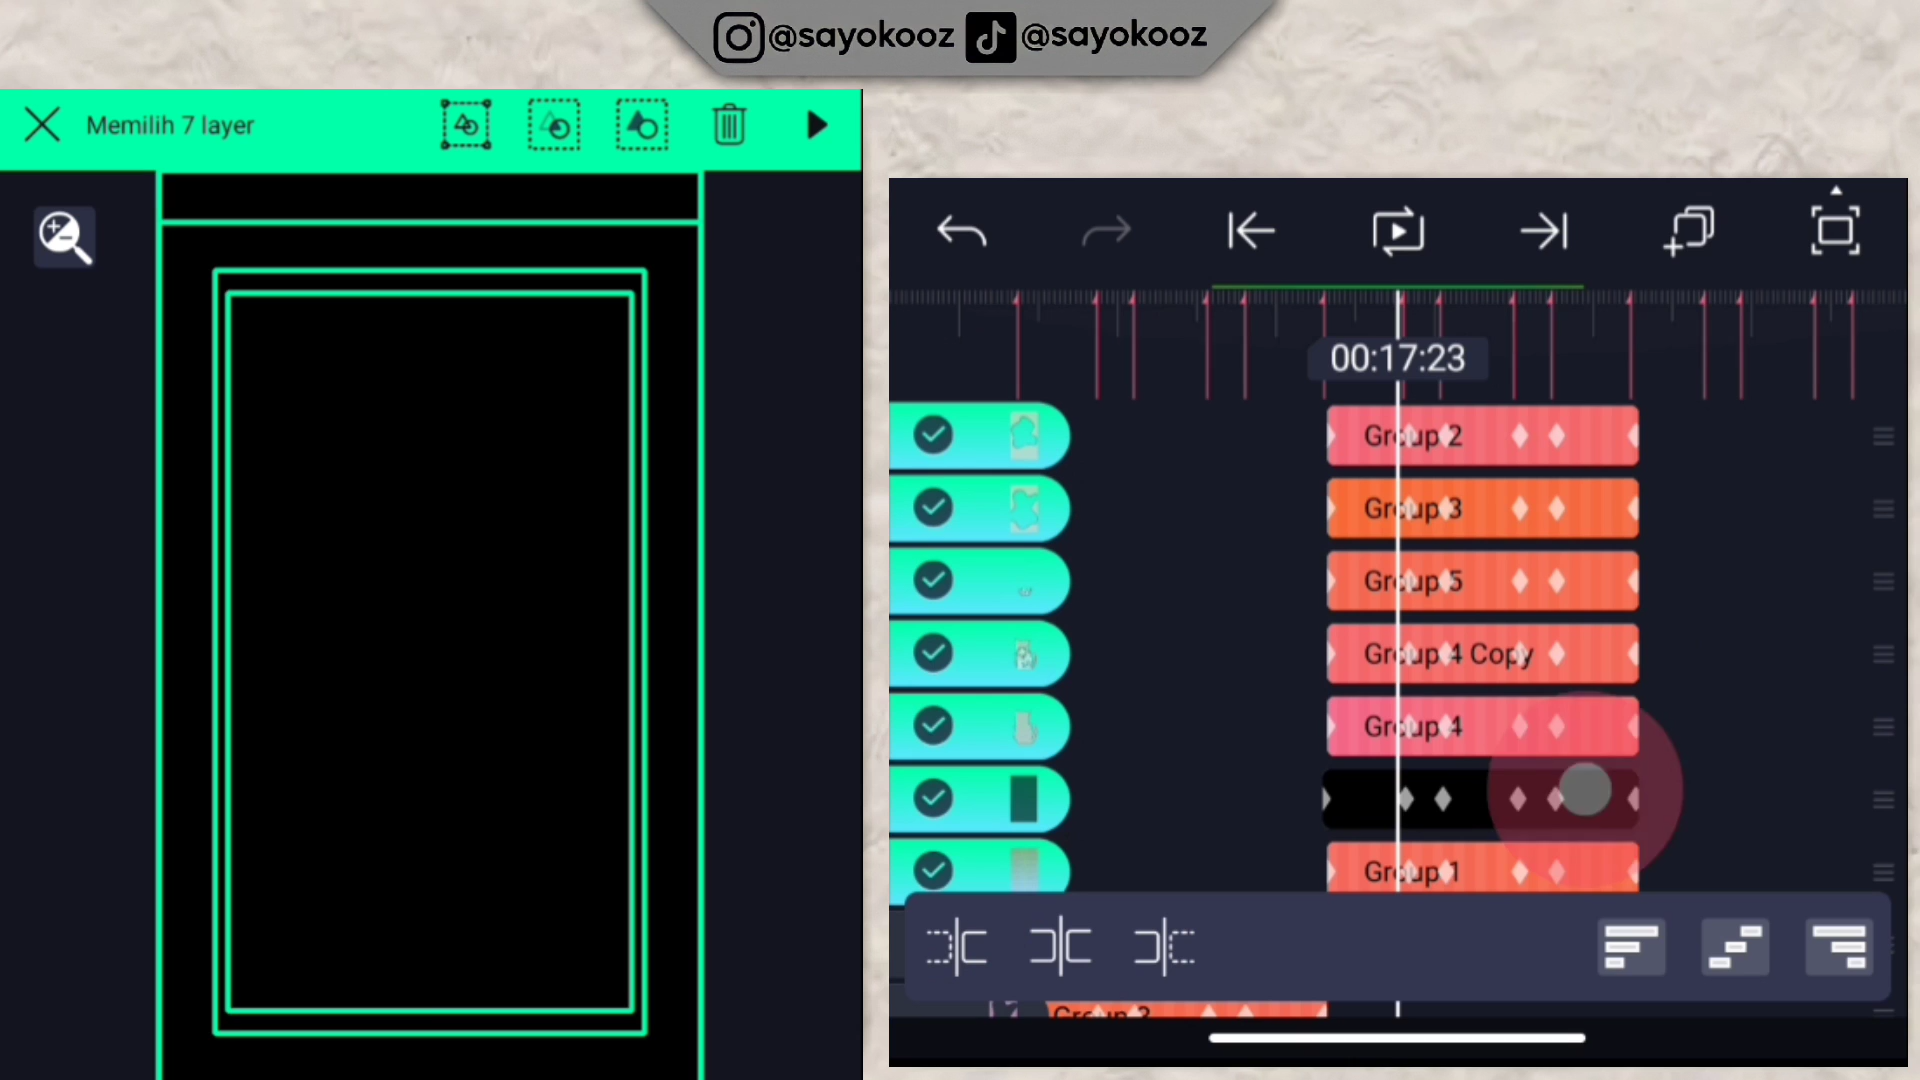 @sayokooz @sayokooz
Memilih 7 layer
00:17:23
Group 2
Group 3
Group 5
Group 4 Copy
Group 4
Group 1